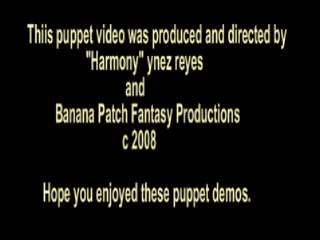 Thiis puppet video was produced and directed by
"Harmony" ynez reyes
and
Banana Patch Fantasy Productions
c 2008
Hope you enjoyed these puppet demos.